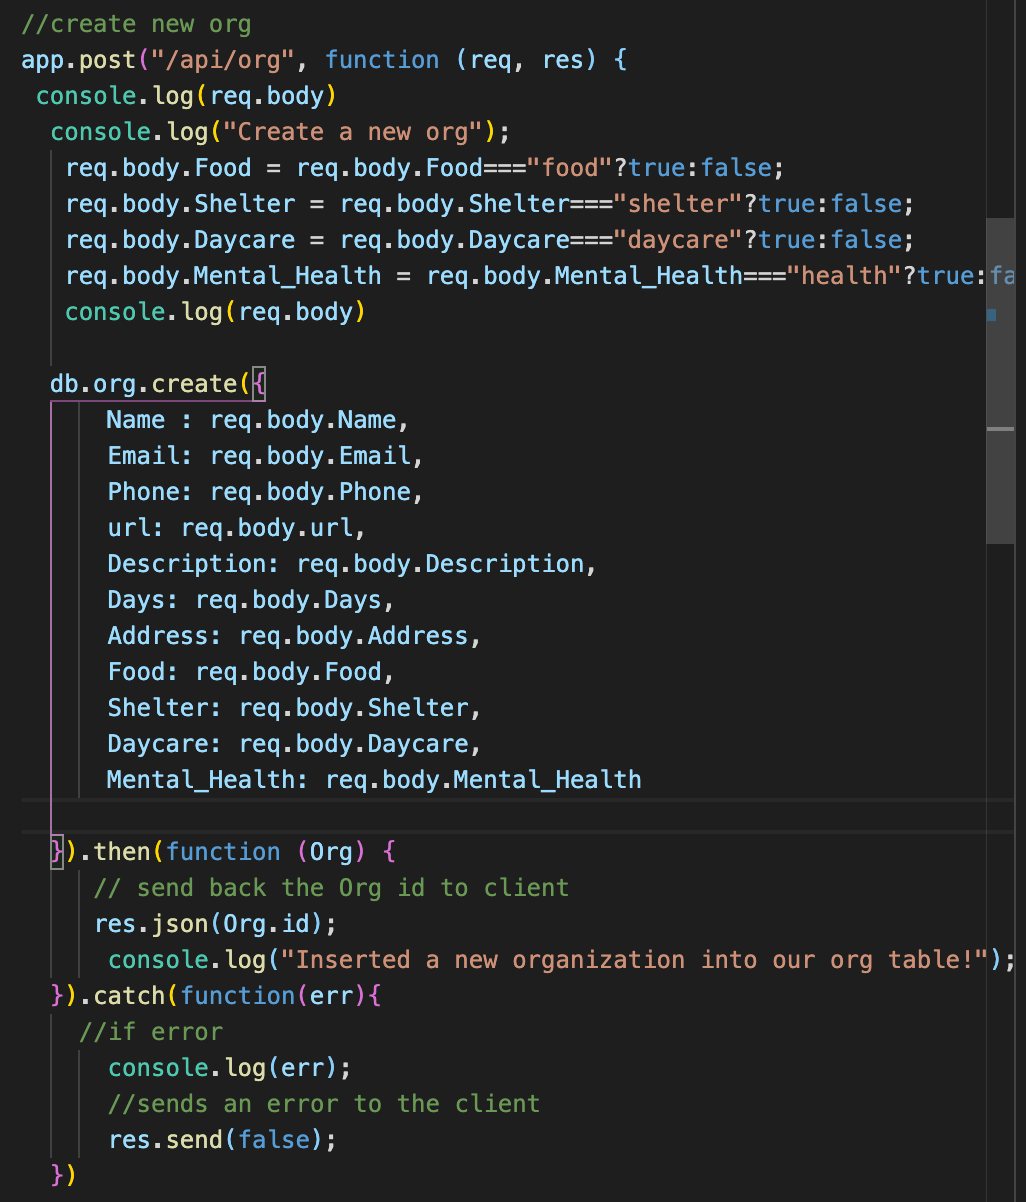 //create new org
app.post("/api/org", function (req, res) {
console.log(req.body)
console.log("Create a new org");
req.body.Food = req.body.Food==="food"?true:false;
req.body.Shelter = req.body.Shelter==="shelter"?true:false;
req.body.Daycare = req.body.Daycare==="daycare"?true:false;
req.body.Mental_Health = req.body.Mental_Health==="health"?true:fa
console.log(req.body)
db.org.create({
Name : req.body.Name,
Email: req.body.Email,
Phone: req.body.Phone,
url: req.body.url,
Description: req.body.Description,
Days: req.body.Days,
Address: req.body.Address,
Food: req.body.Food,
Shelter: req.body.Shelter,
Daycare: req.body.Daycare,
Mental_Health: req.body.Mental_Health
}).then(function (Org) {
// send back the Org id to client
res.json(Org.id);
console.log("Inserted a new organization into our org table!");
}).catch(function(err){
//if error
console.log(err);
//sends an error to the client
res.send(false);
})